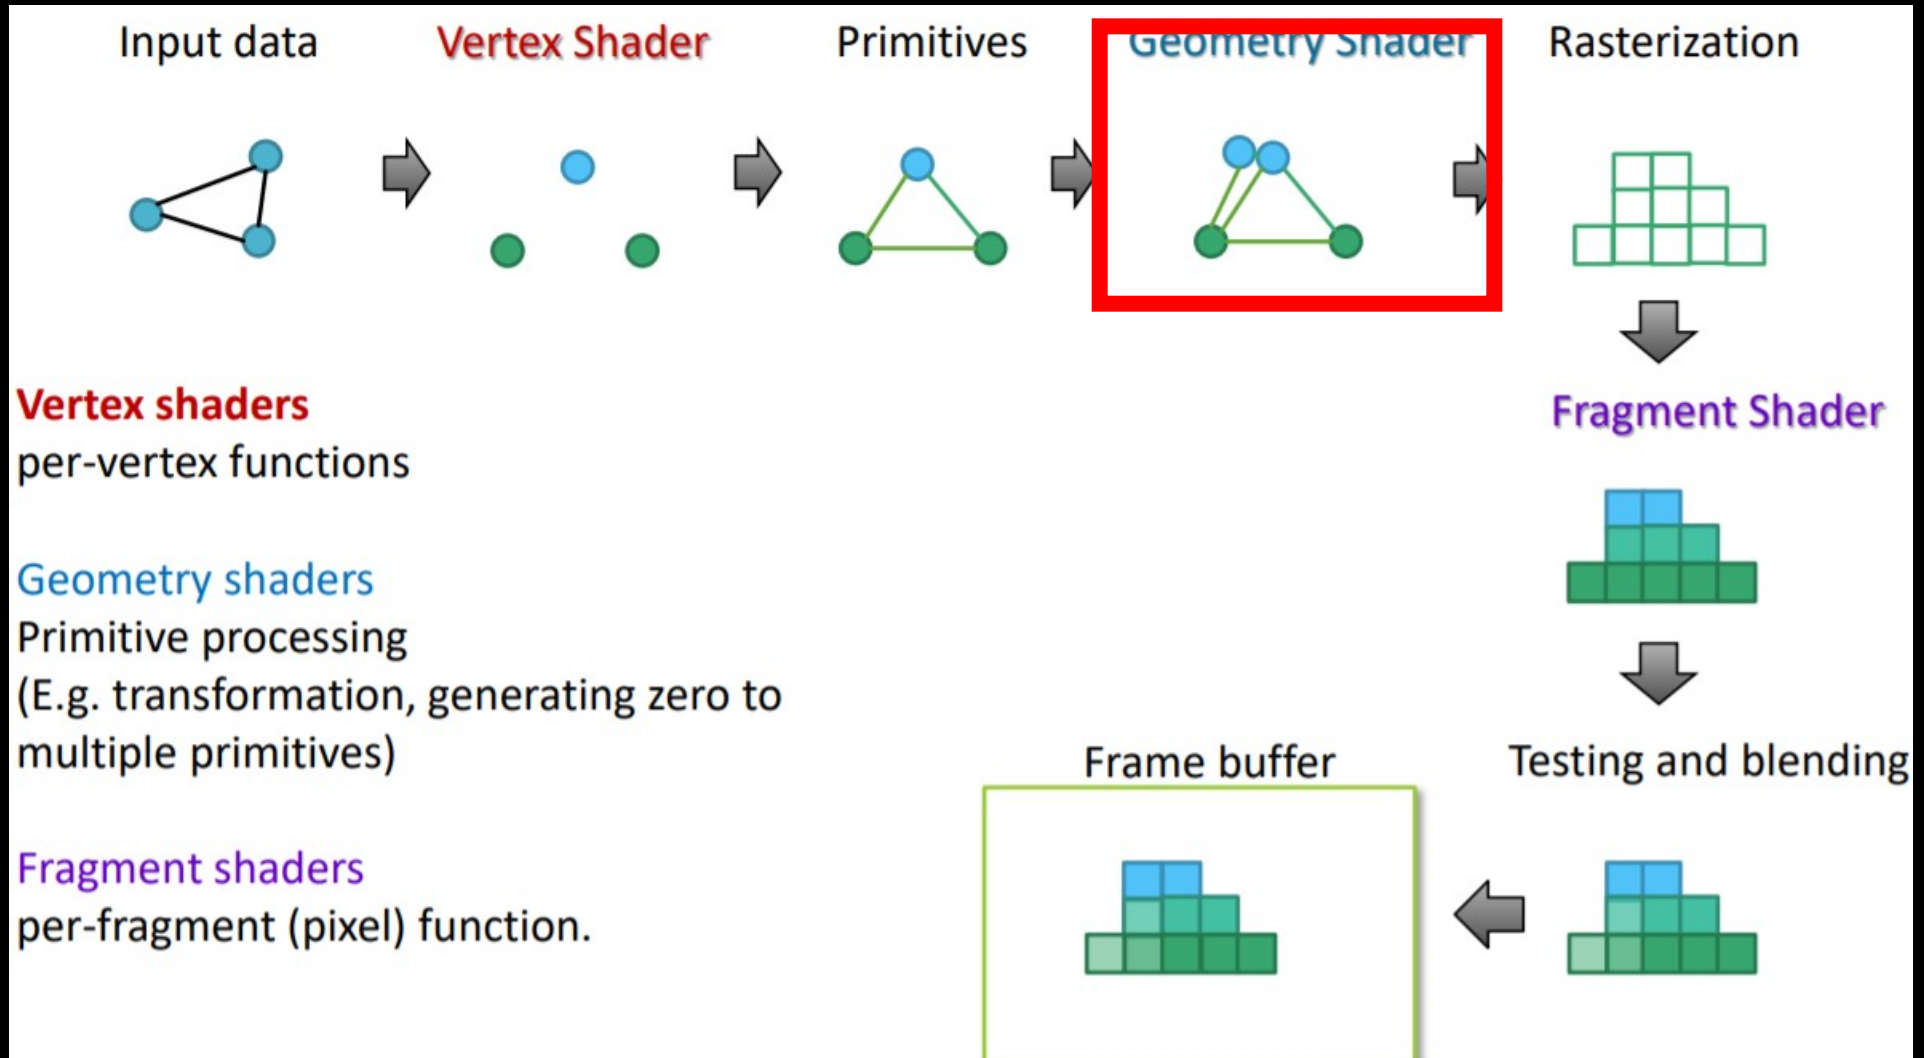 Input data
Vertex Shader
Primitives
Geometry Shader
Rasterization
Vertex shaders
per-vertex functions
Fragment Shader
Geometry shaders
Primitive processing
(E.g. transformation, generating zero to
multiple primitives)
Frame buffer
Testing and blending
Fragment shaders
per-fragment (pixel) function.